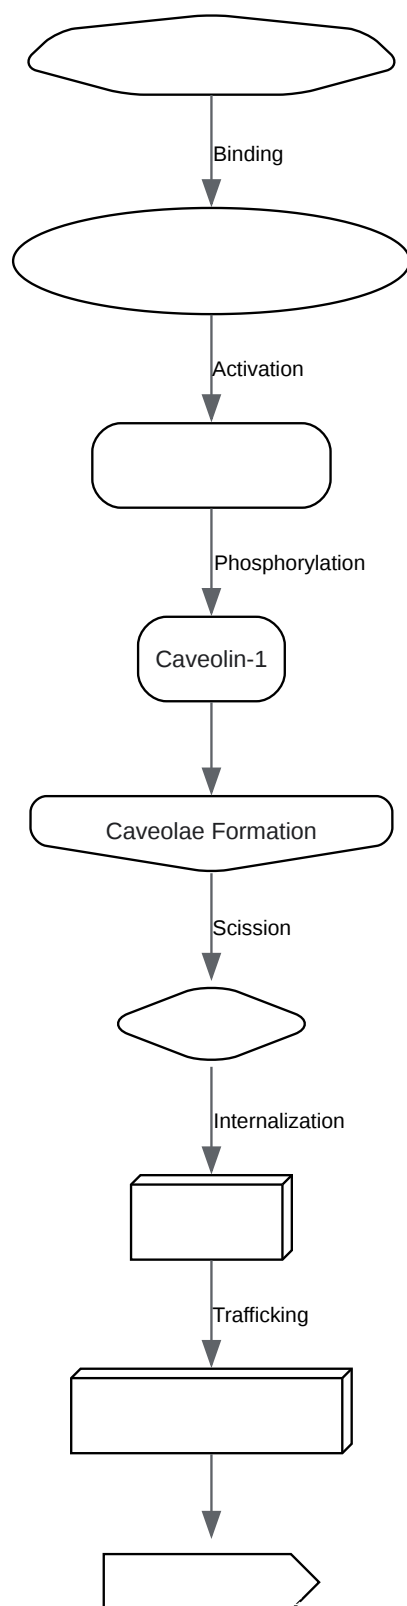 Binding
Activation
Phosphorylation
Caveolin-1
Caveolae Formation
Scission
Internalization
Trafficking